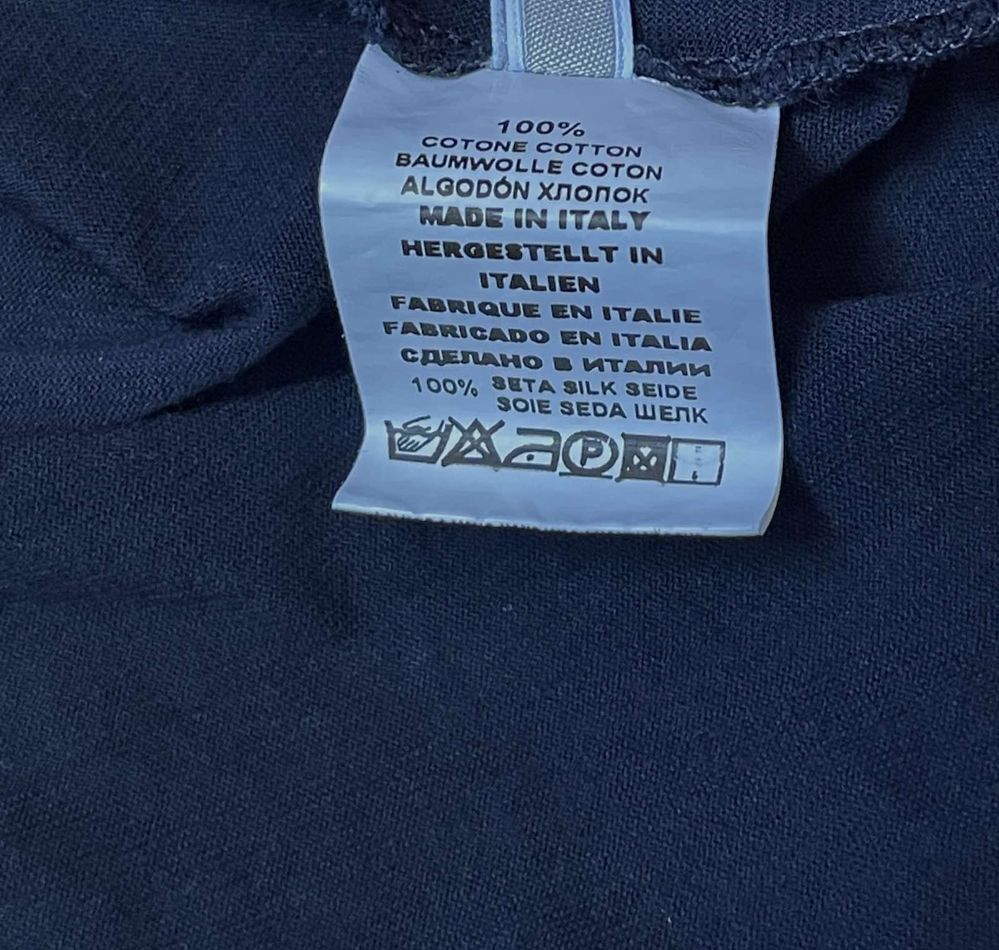 100%
COTONE COTTON
BAUMWOLLE COTON
ALGODÓN ХЛОПОК
MADE IN ITALY
HERGESTELLT IN
ITALIEN
FABRIQUE EN ITALIE
FABRICADO EN ITALIA
СДЕЛАНО В ИТАЛИИ
100% SETA SILK SEIDE
SOIE SEDA ШЕЛК
P